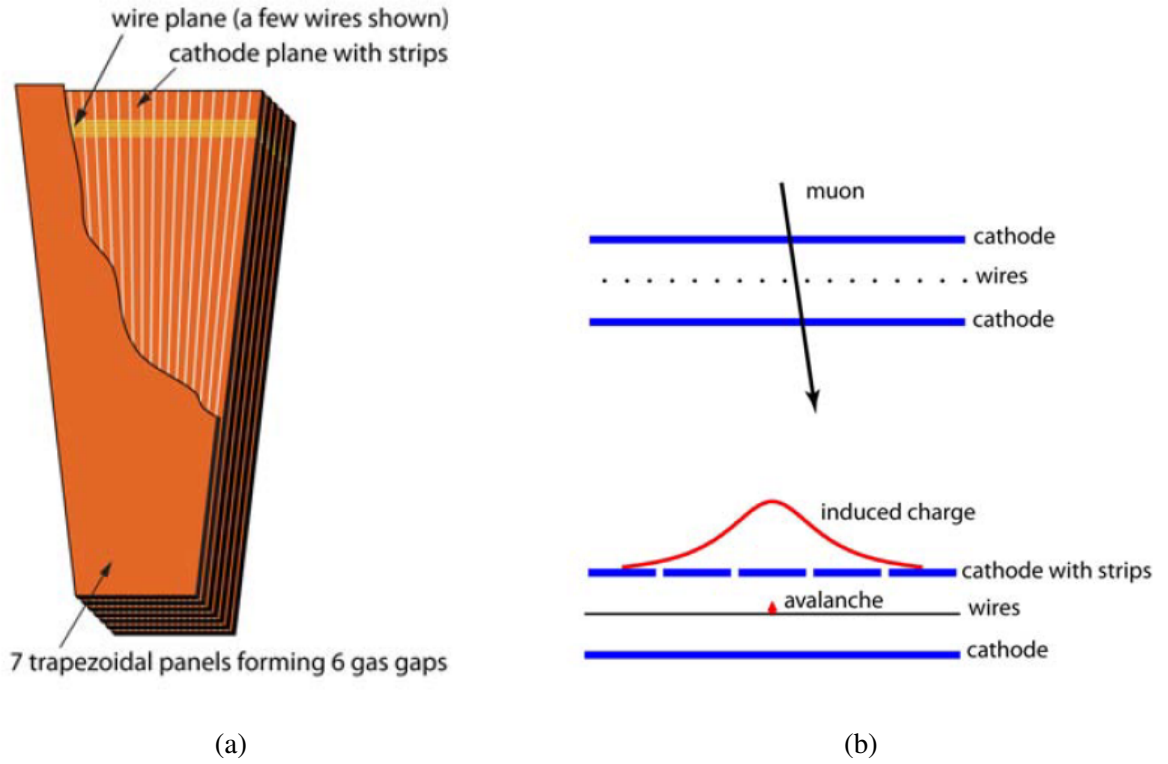 wire plane (a few wires shown)
cathode plane with strips
7 trapezoidal panels forming 6 gas gaps
(a)
muon
cathode
wires
cathode
induced charge
cathode with strips
avalanche
wires
cathode
(b)